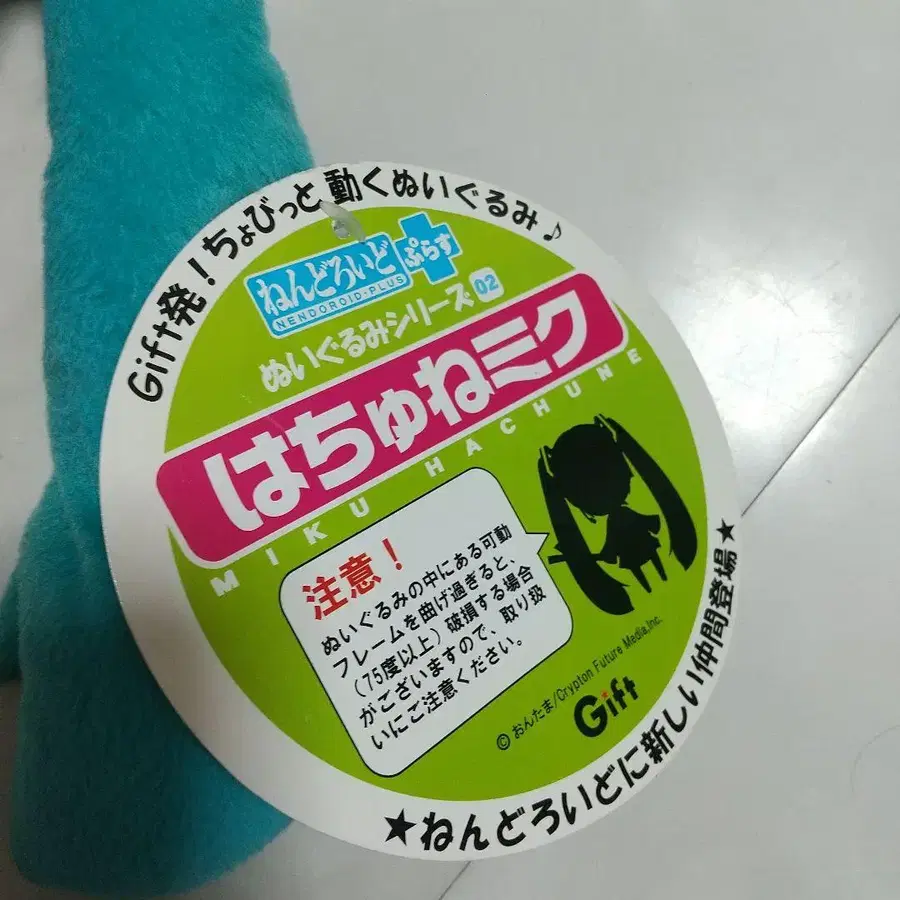 Gift発！ちょびっと動くぬいぐるみ♪
ねんどろいど
ぷらす
NENDOROID-PLUS
ぬいぐるみシリーズ02
はちゅねミク
MIKU HACHUNE
注意！
ぬいぐるみの中にある可動
フレームを曲げ過ぎると、
（75度以上）破損する場合
がございますので、取り扱
いにご注意ください。
© おんたま/Crypton Future Media,Inc.
Gift
★ねんどろいどに新しい仲間登場★